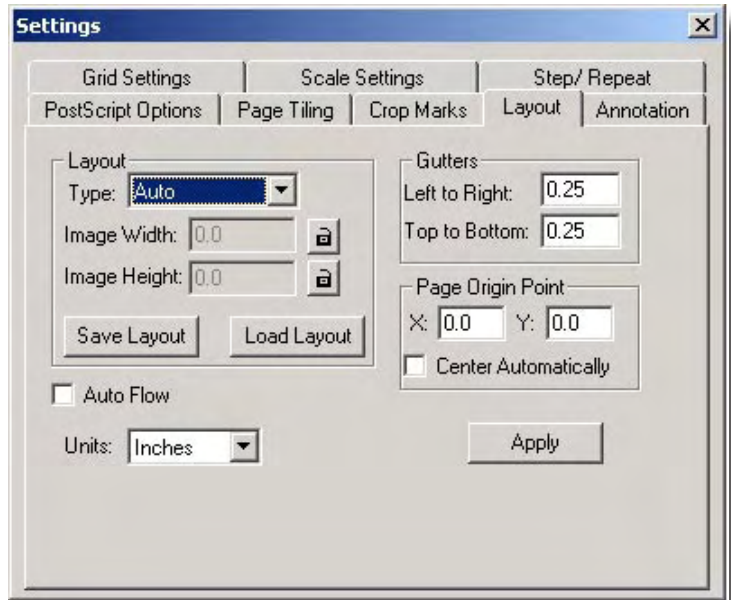 Settings
Grid Settings
Scale Settings
Step/ Repeat
PostScript Options
Page Tiling
Crop Marks
Layout
Annotation
Layout
Type: Auto
Image Width: 0.0
Image Height: 0.0
Save Layout
Load Layout
Auto Flow
Units: Inches
Gutters
Left to Right: 0.25
Top to Bottom: 0.25
Page Origin Point
X: 0.0 Y: 0.0
Center Automatically
Apply